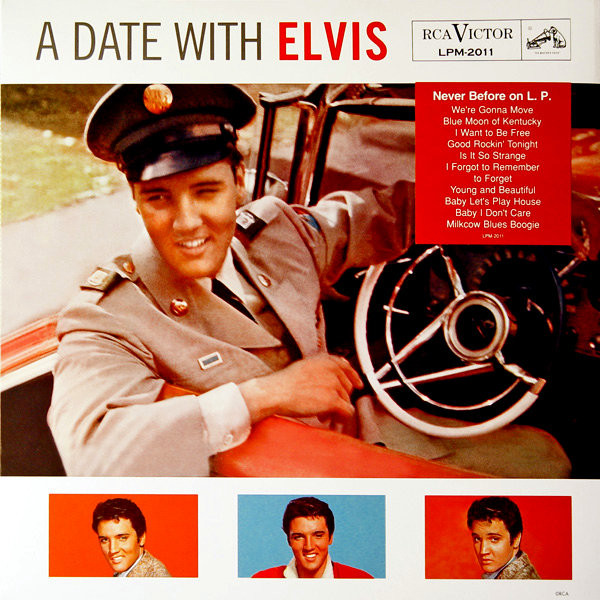 A DATE WITH ELVIS
RCA VICTOR
LPM-2011
Never Before on L. P.
We're Gonna Move
Blue Moon of Kentucky
I Want to Be Free
Good Rockin' Tonight
Is It So Strange
I Forgot to Remember
to Forget
Young and Beautiful
Baby Let's Play House
Baby I Don't Care
Milkcow Blues Boogie
LPM-2011